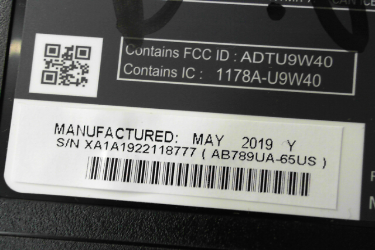 Contains FCC ID : ADTU9W40
Contains IC : 1178A-U9W40
MANUFACTURED: MAY 2019 Y
S/N XA1A1922118777 ( AB789UA-65US )